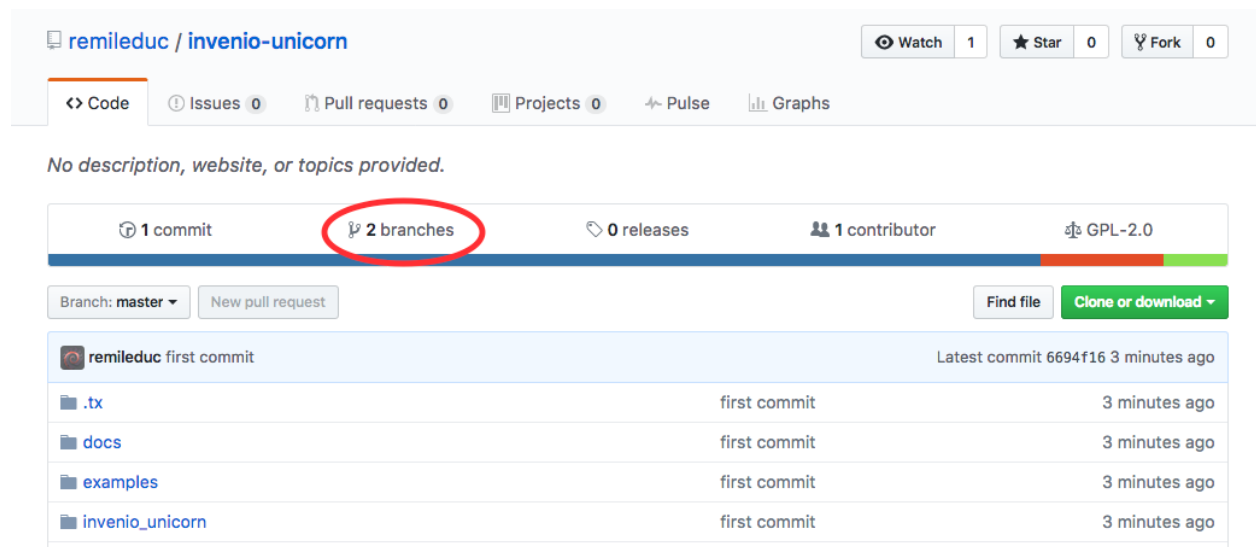 remileduc / invenio-unicorn Watch 1 Star 0 Fork 0
Code Issues 0 Pull requests 0 Projects 0 Pulse Graphs
No description, website, or topics provided.
1 commit 2 branches 0 releases 1 contributor GPL-2.0
Branch: master New pull request Find file Clone or download
remileduc first commit Latest commit 6694f16 3 minutes ago
.tx first commit 3 minutes ago
docs first commit 3 minutes ago
examples first commit 3 minutes ago
invenio_unicorn first commit 3 minutes ago